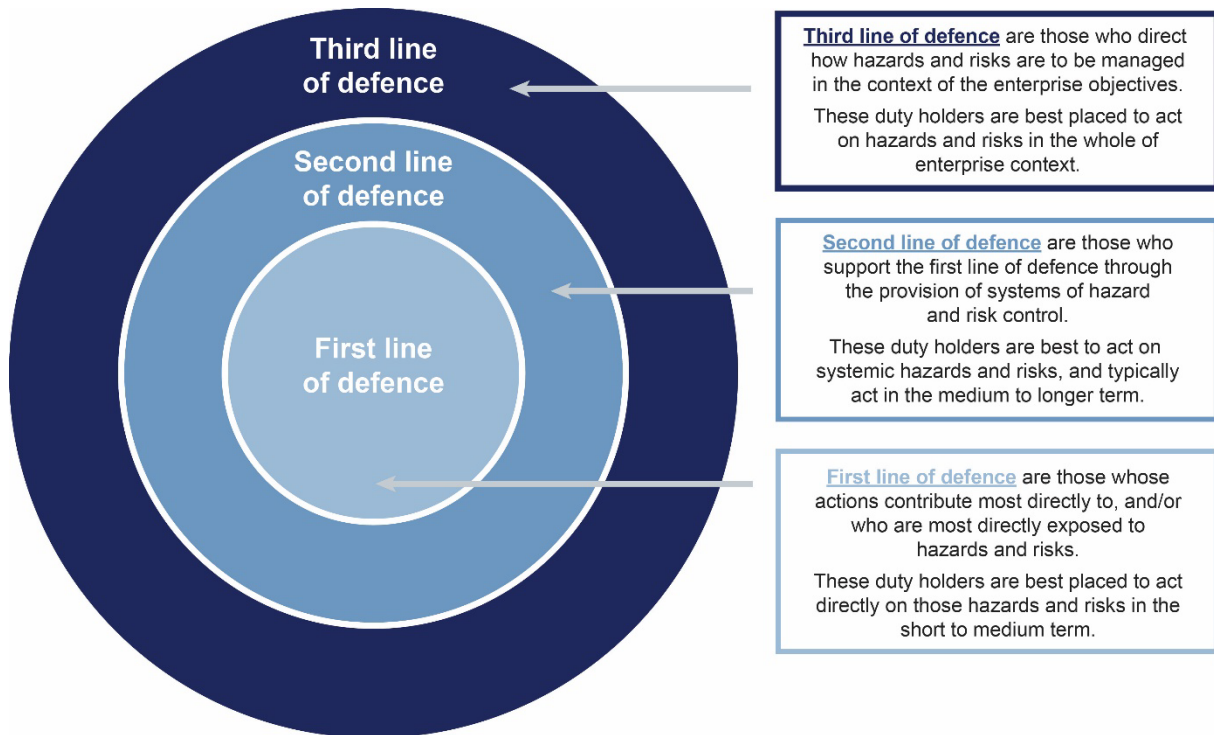 Third line
of defence
Second line
of defence
First line
of defence
Third line of defence are those who direct
how hazards and risks are to be managed
in the context of the enterprise objectives.
These duty holders are best placed to act
on hazards and risks in the whole of
enterprise context.
Second line of defence are those who
support the first line of defence through
the provision of systems of hazard
and risk control.
These duty holders are best to act on
systemic hazards and risks, and typically
act in the medium to longer term.
First line of defence are those whose
actions contribute most directly to, and/or
who are most directly exposed to
hazards and risks.
These duty holders are best placed to act
directly on those hazards and risks in the
short to medium term.